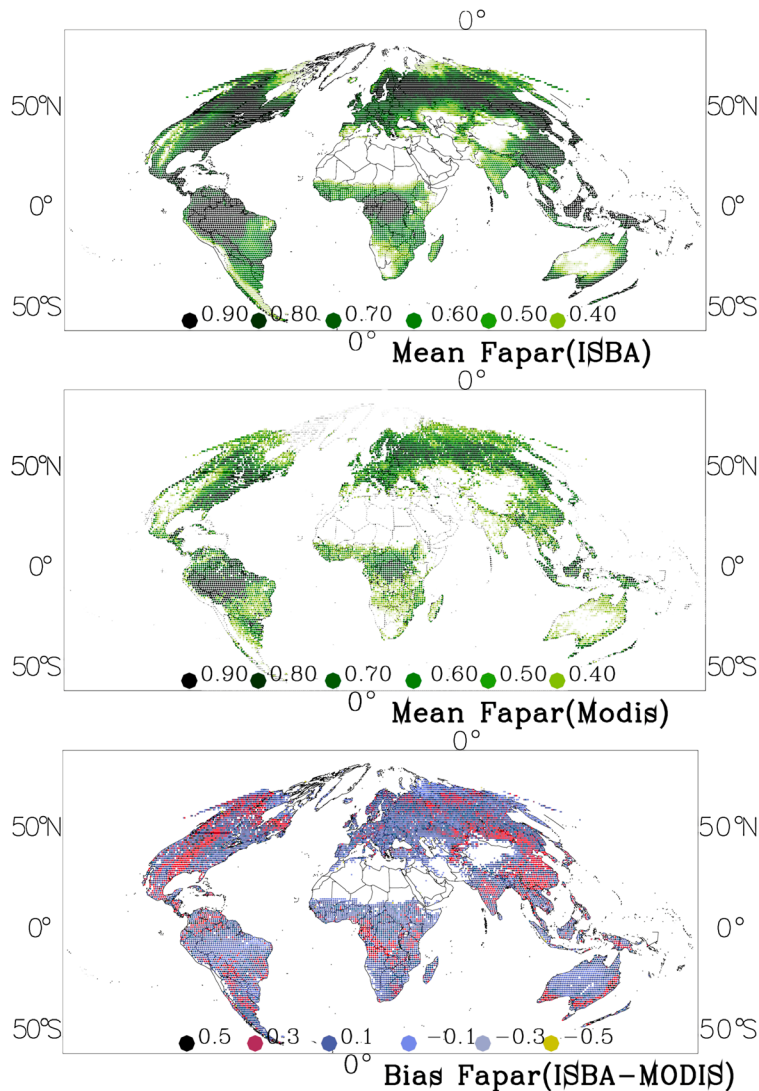 0°
50°N 50°N
0° 0°
50°S 50°S
0.90 0.80 0.70 0.60 0.50 0.40
0°
Mean Fapar(ISBA)
0°
50°N 50°N
0° 0°
50°S 50°S
0.90 0.80 0.70 0.60 0.50 0.40
0°
Mean Fapar(Modis)
0°
50°N 50°N
0° 0°
50°S 50°S
0.5 0.3 0.1 −0.1 −0.3 −0.5
0°
Bias Fapar(ISBA−MODIS)